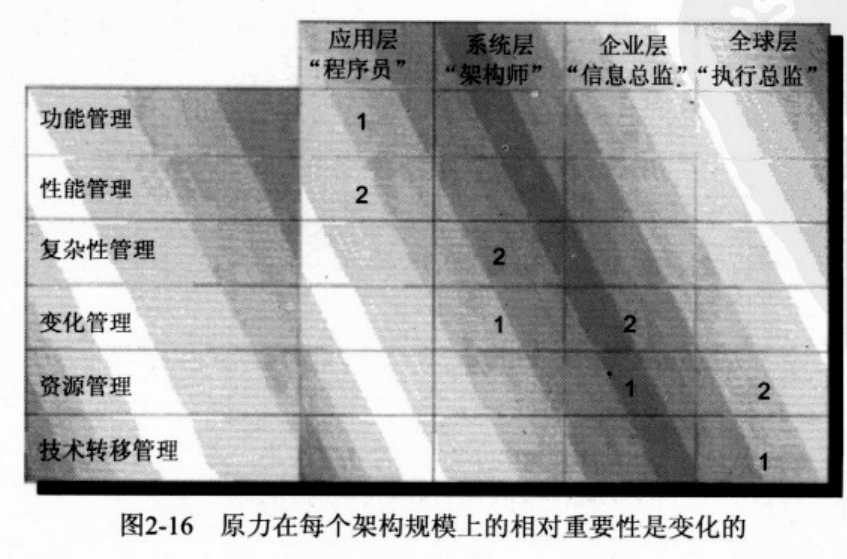 应用层 系统层 企业层 全球层
“程序员” “架构师” “信息总监” “执行总监”
功能管理 1
性能管理 2
复杂性管理 2
变化管理 1 2
资源管理 1 2
技术转移管理 1
图2-16 原力在每个架构规模上的相对重要性是变化的